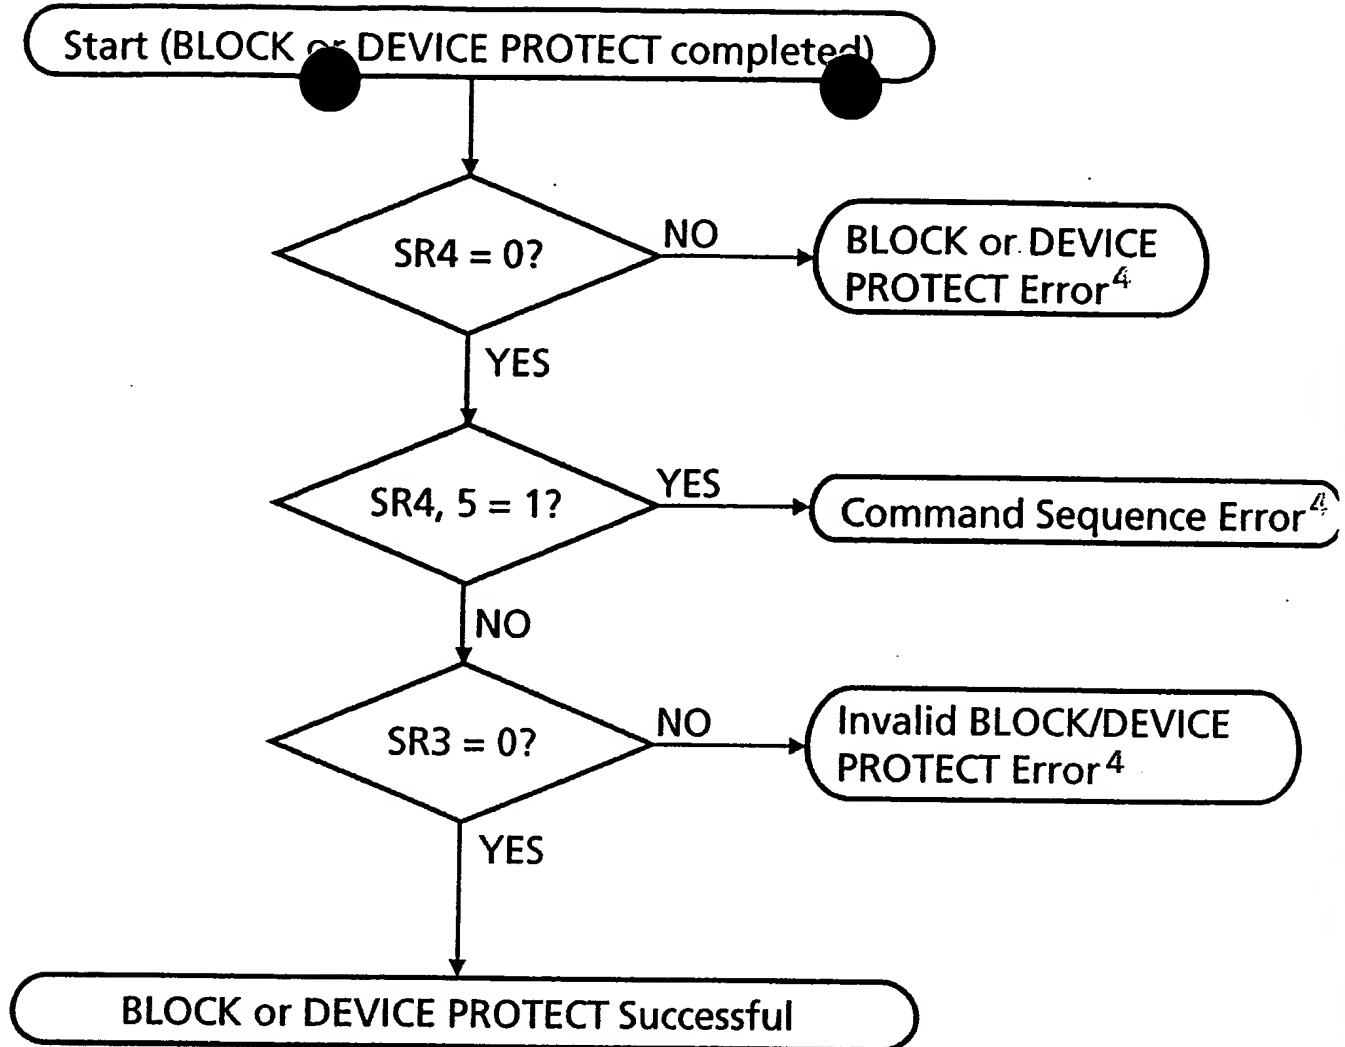 Start (BLOCK or DEVICE PROTECT completed)
SR4 = 0?
NO
BLOCK or DEVICE
PROTECT Error4
YES
SR4, 5 = 1?
YES
Command Sequence Error4
NO
SR3 = 0?
NO
Invalid BLOCK/DEVICE
PROTECT Error4
YES
BLOCK or DEVICE PROTECT Successful